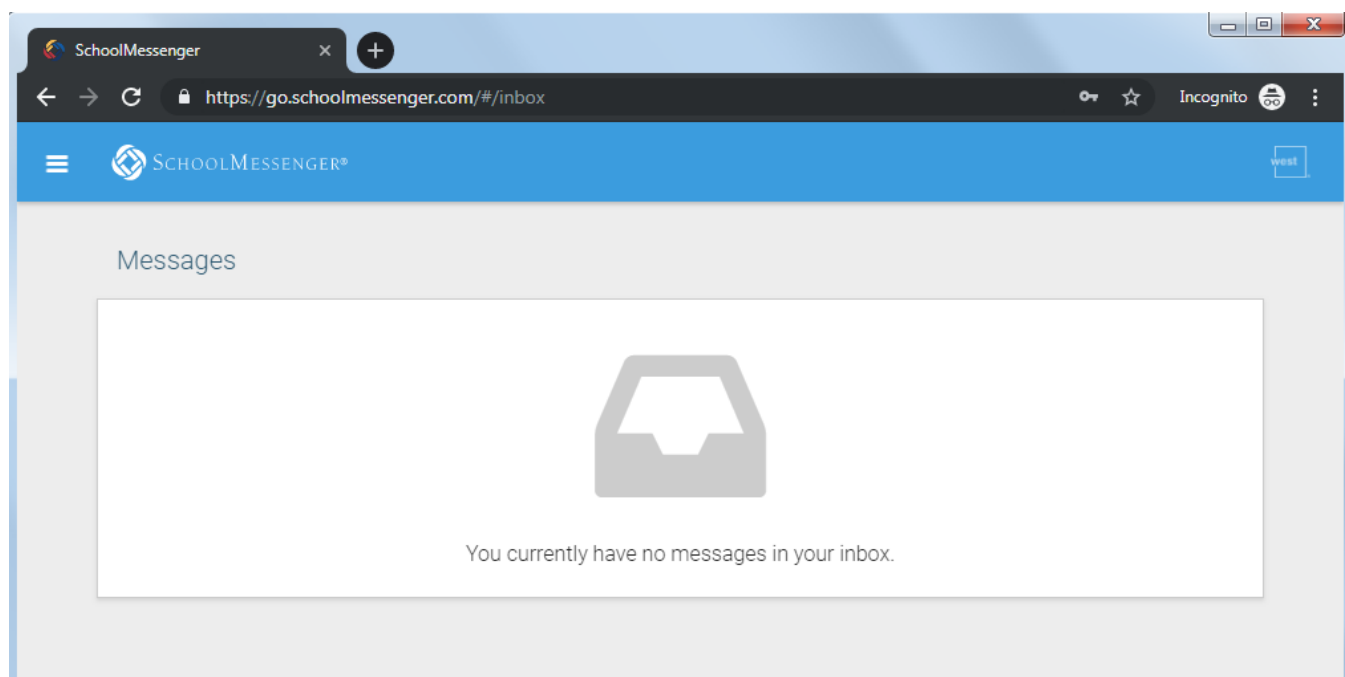 SchoolMessenger
https://go.schoolmessenger.com/#/inbox
Incognito
SCHOOLMESSENGER®
west
Messages
You currently have no messages in your inbox.